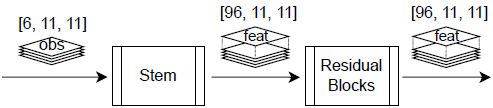 [6, 11, 11]
obs
Stem
[96, 11, 11]
feat
Residual
Blocks
[96, 11, 11]
feat